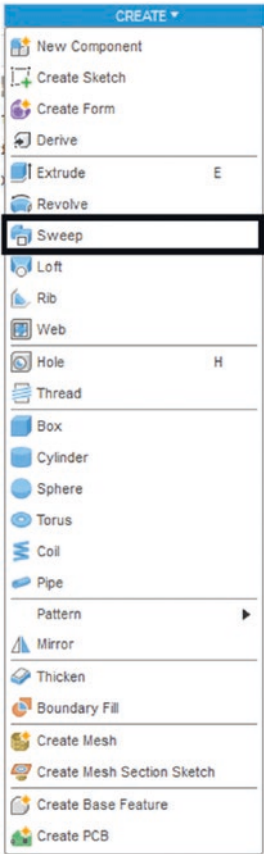 CREATE ▾
New Component
Create Sketch
Create Form
Derive
Extrude E
Revolve
Sweep
Loft
Rib
Web
Hole H
Thread
Box
Cylinder
Sphere
Torus
Coil
Pipe
Pattern
Mirror
Thicken
Boundary Fill
Create Mesh
Create Mesh Section Sketch
Create Base Feature
Create PCB